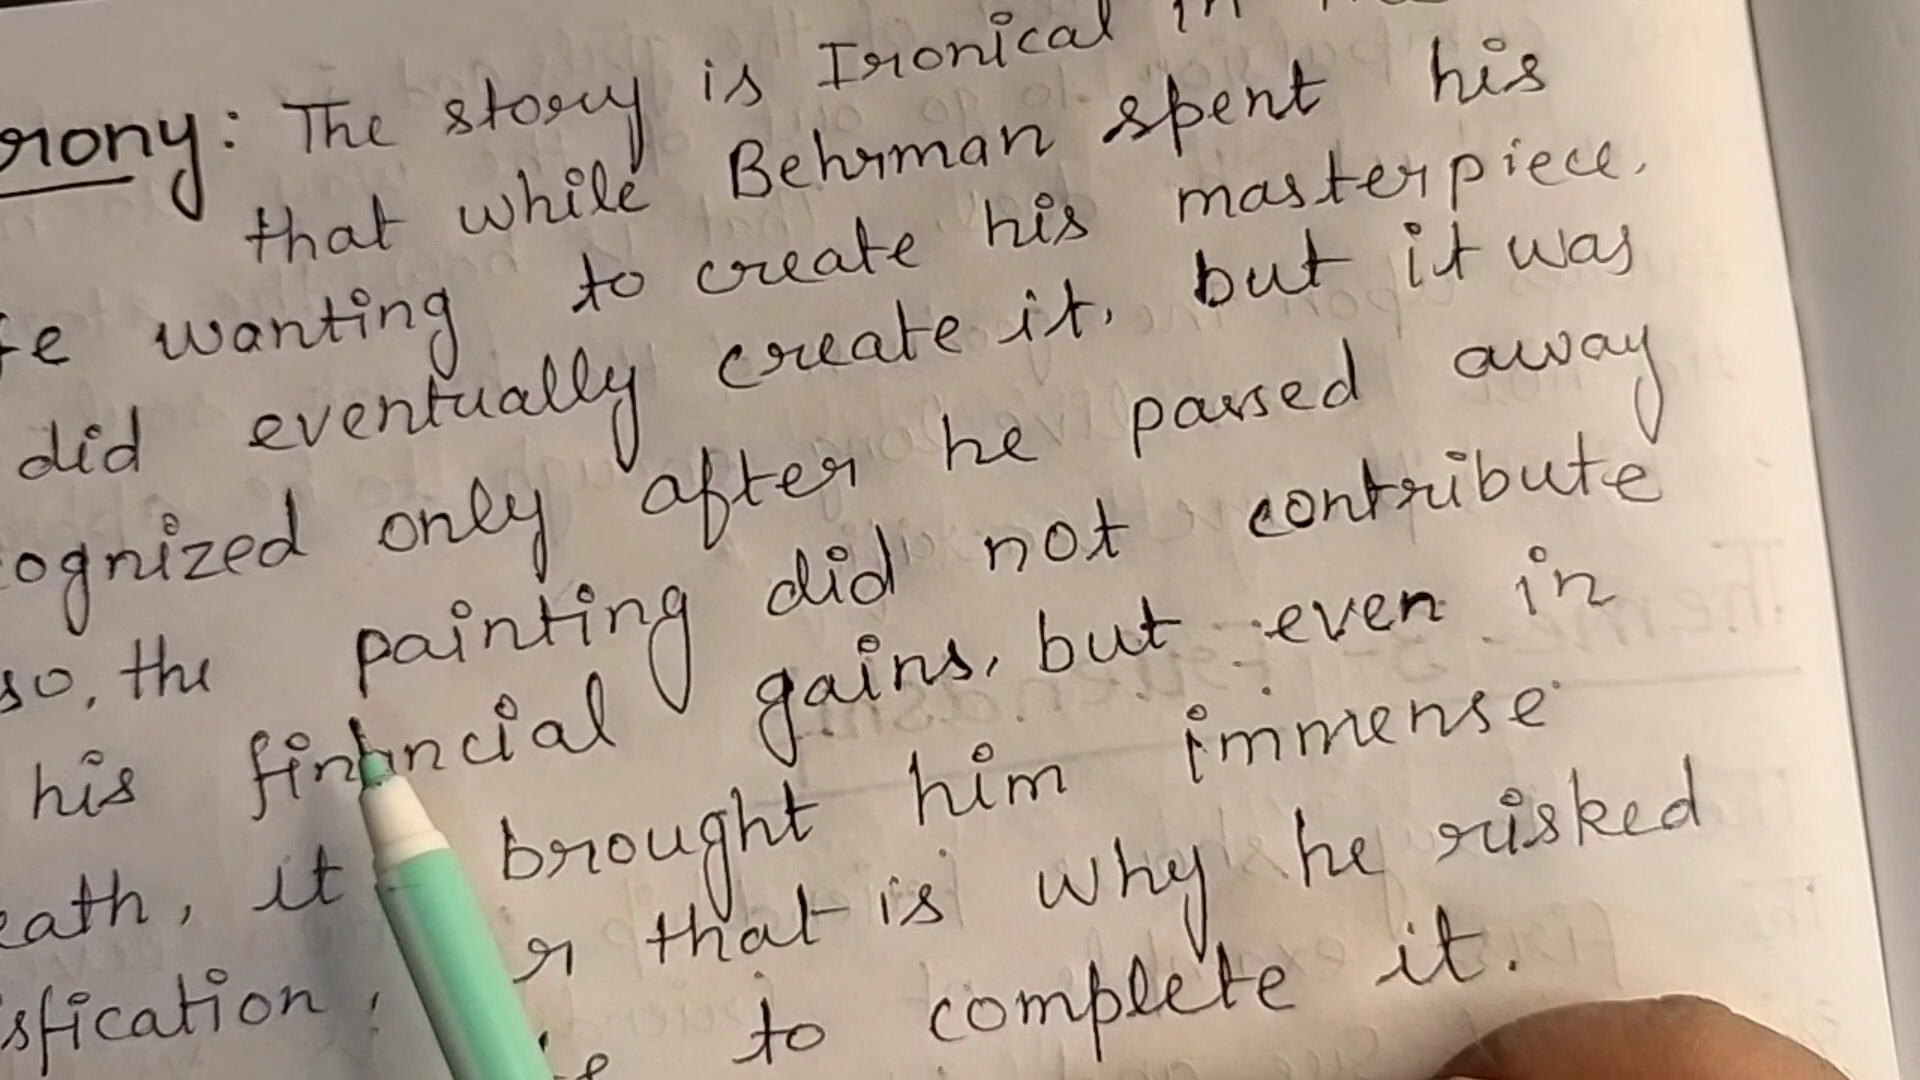 rony: The story is Ironical in
that while Behrman spent his
fe wanting to create his masterpiece.
did eventually create it, but it was
ognized only after he passed away
so, the painting did not contribute
his financial gains, but even in
eath, it brought him immense
sfication, r that is why he risked
to complete it.